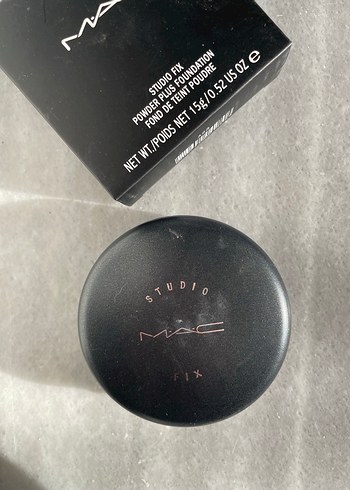 MAC
STUDIO FIX
POWDER PLUS FOUNDATION
FOND DE TEINT POUDRE
NET WT./POIDS NET 15g/0.52 US OZ e
STUDIO
MAC
FIX